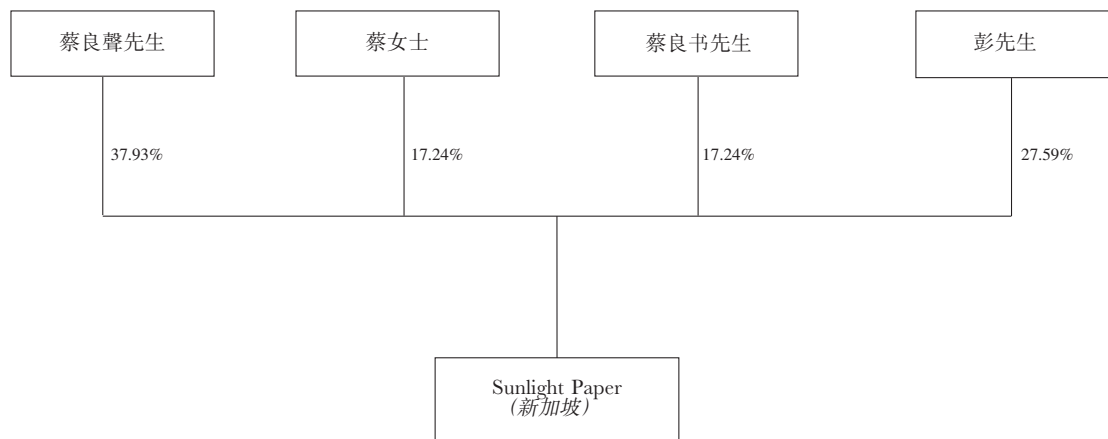 蔡良聲先生
蔡女士
蔡良书先生
彭先生
37.93%
17.24%
17.24%
27.59%
Sunlight Paper
（新加坡）